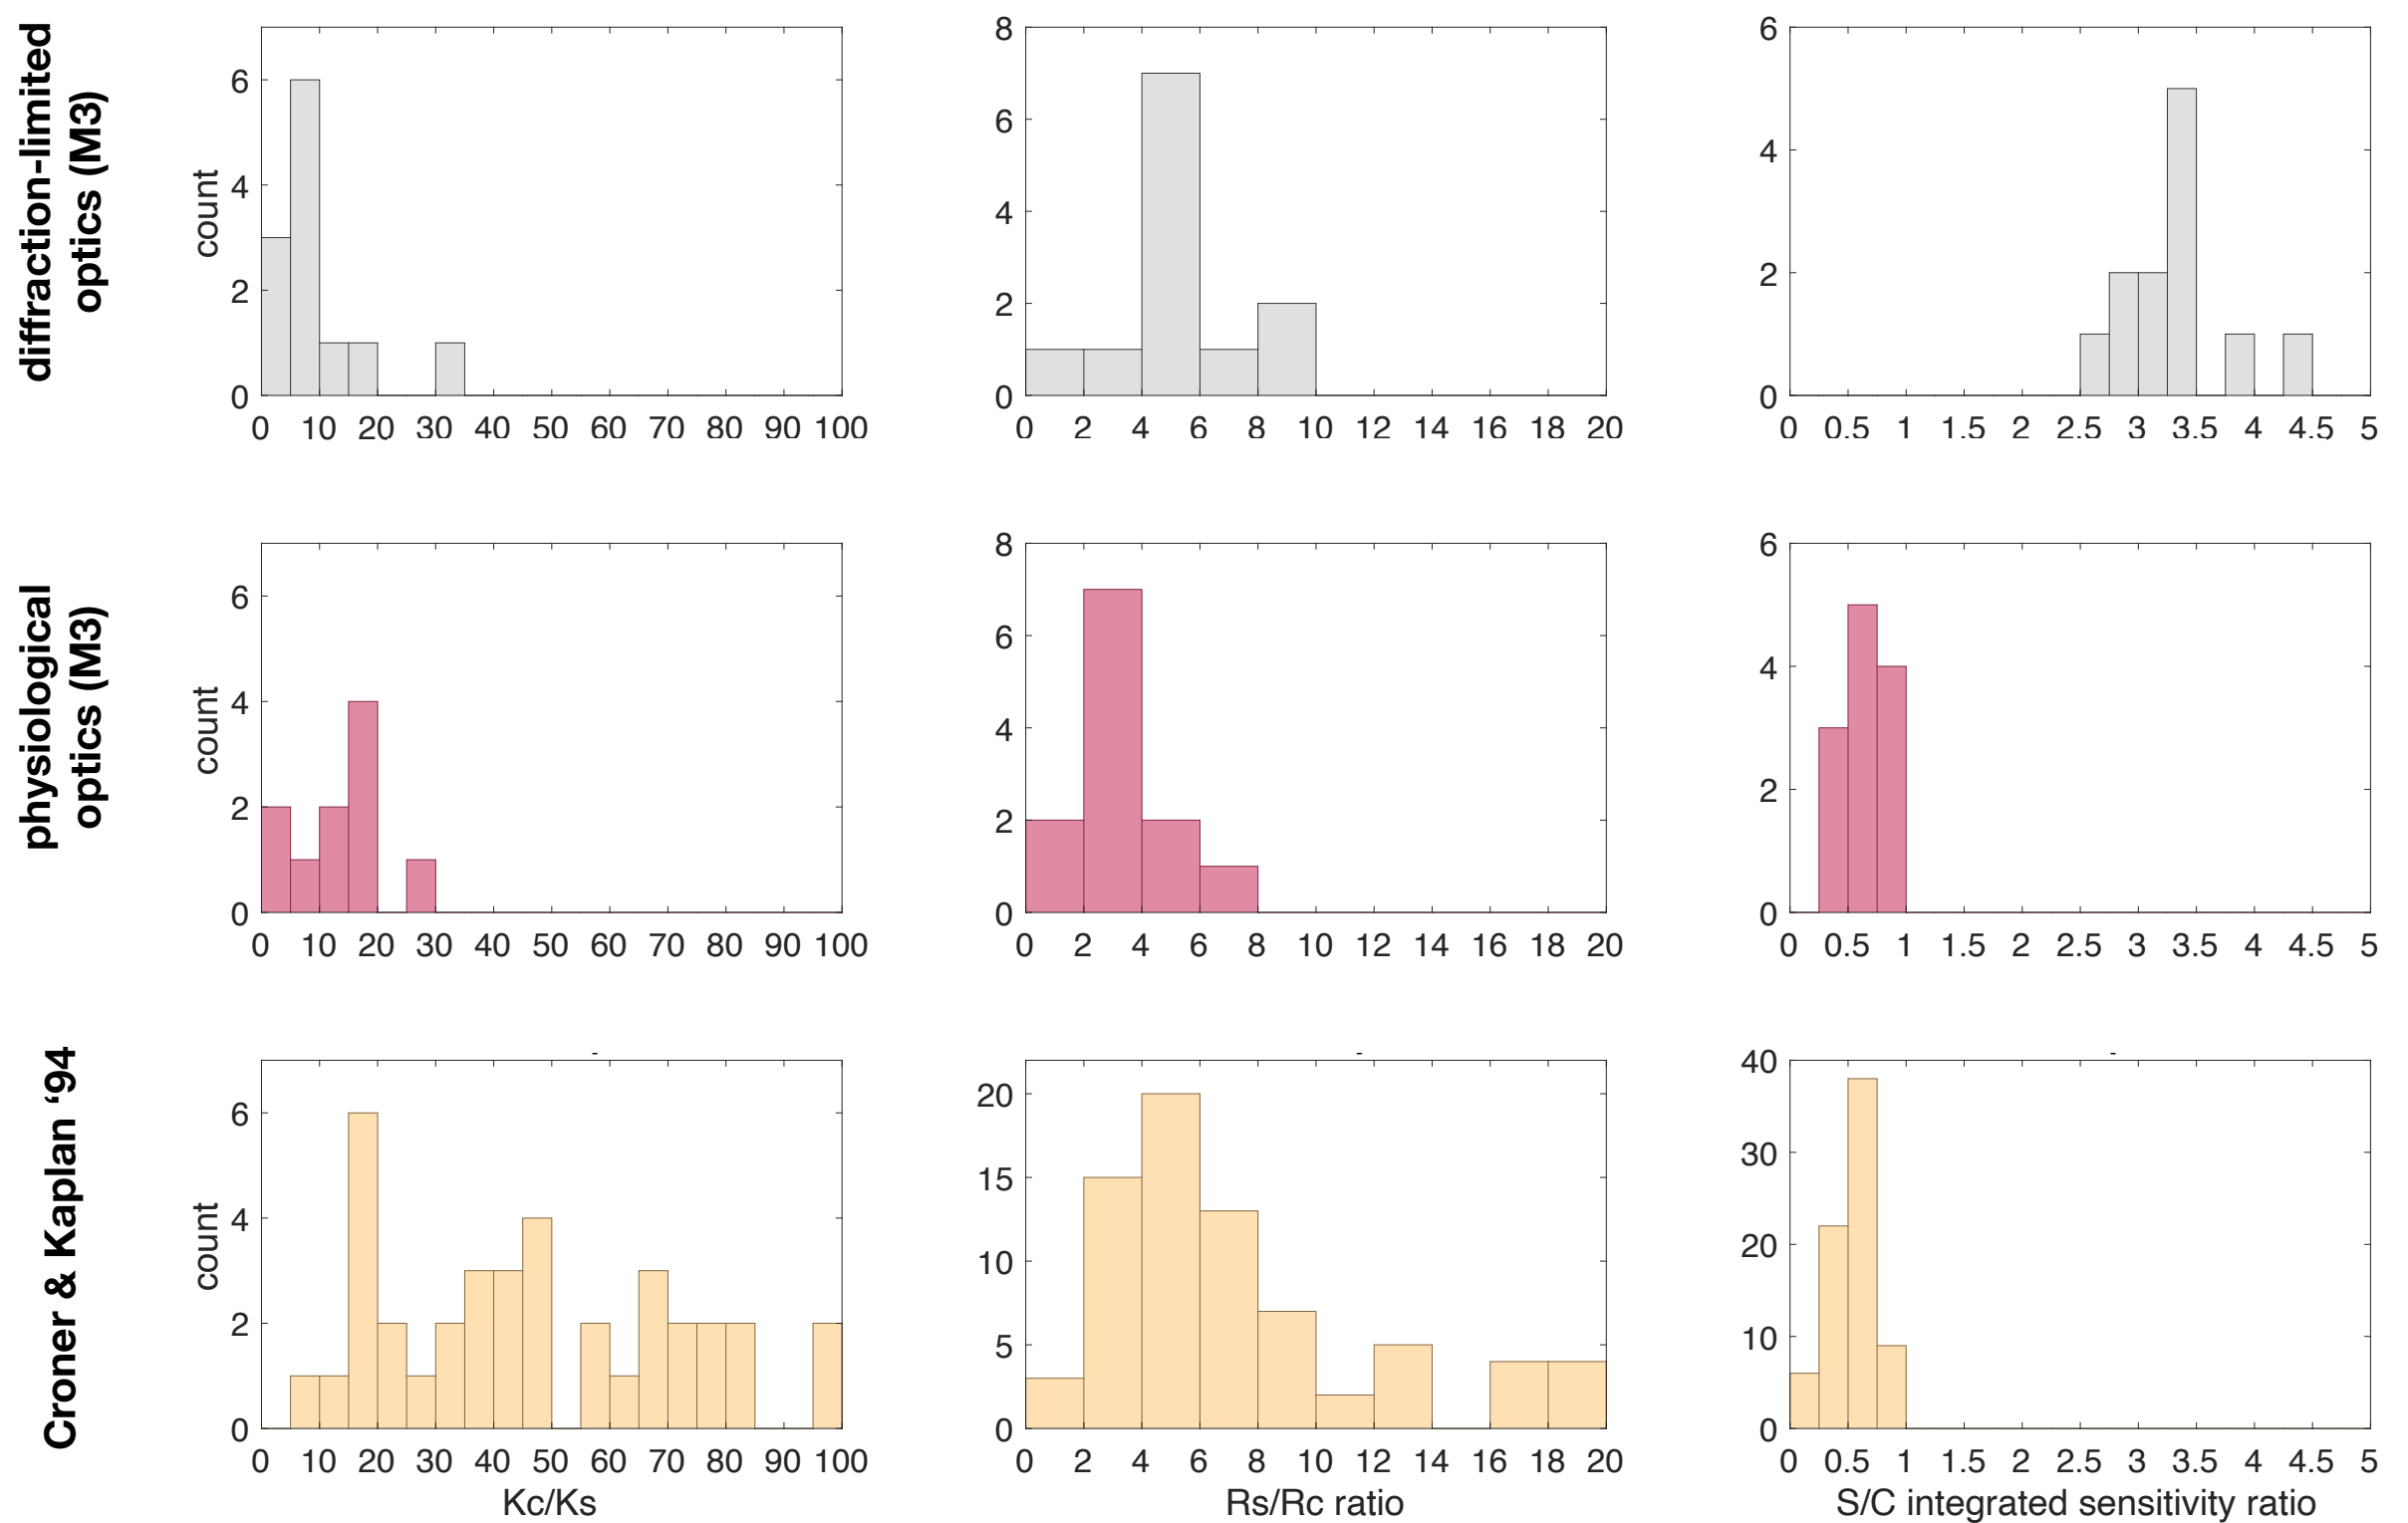 diffraction-limited
optics (M3)
count
0 2 4 6
0 10 20 30 40 50 60 70 80 90 100
0 2 4 6 8
0 2 4 6 8 10 12 14 16 18 20
0 2 4 6
0 0.5 1 1.5 2 2.5 3 3.5 4 4.5 5
physiological
optics (M3)
count
0 2 4 6
0 10 20 30 40 50 60 70 80 90 100
0 2 4 6 8
0 2 4 6 8 10 12 14 16 18 20
0 2 4 6
0 0.5 1 1.5 2 2.5 3 3.5 4 4.5 5
Croner & Kaplan ‘94
count
0 2 4 6
0 10 20 30 40 50 60 70 80 90 100
Kc/Ks
0 5 10 15 20
0 2 4 6 8 10 12 14 16 18 20
Rs/Rc ratio
0 10 20 30 40
0 0.5 1 1.5 2 2.5 3 3.5 4 4.5 5
S/C integrated sensitivity ratio